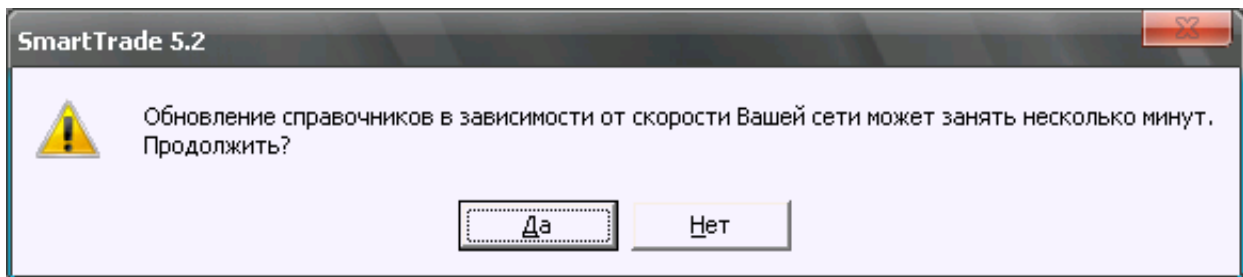 SmartTrade 5.2
Обновление справочников в зависимости от скорости Вашей сети может занять несколько минут.
Продолжить?
Да
Нет